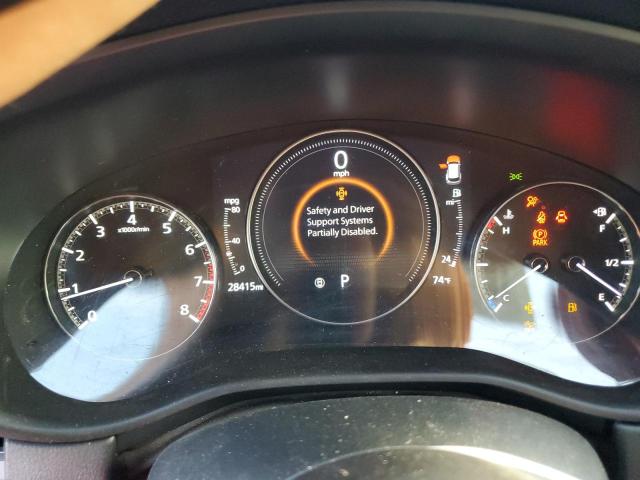 0
mph
Safety and Driver
Support Systems
Partially Disabled.
P
x1000r/min
0
1
2
3
4
5
6
7
8
mpg
80
40
0
28415mi
mi
24
74°F
H
C
PARK
F
1/2
E